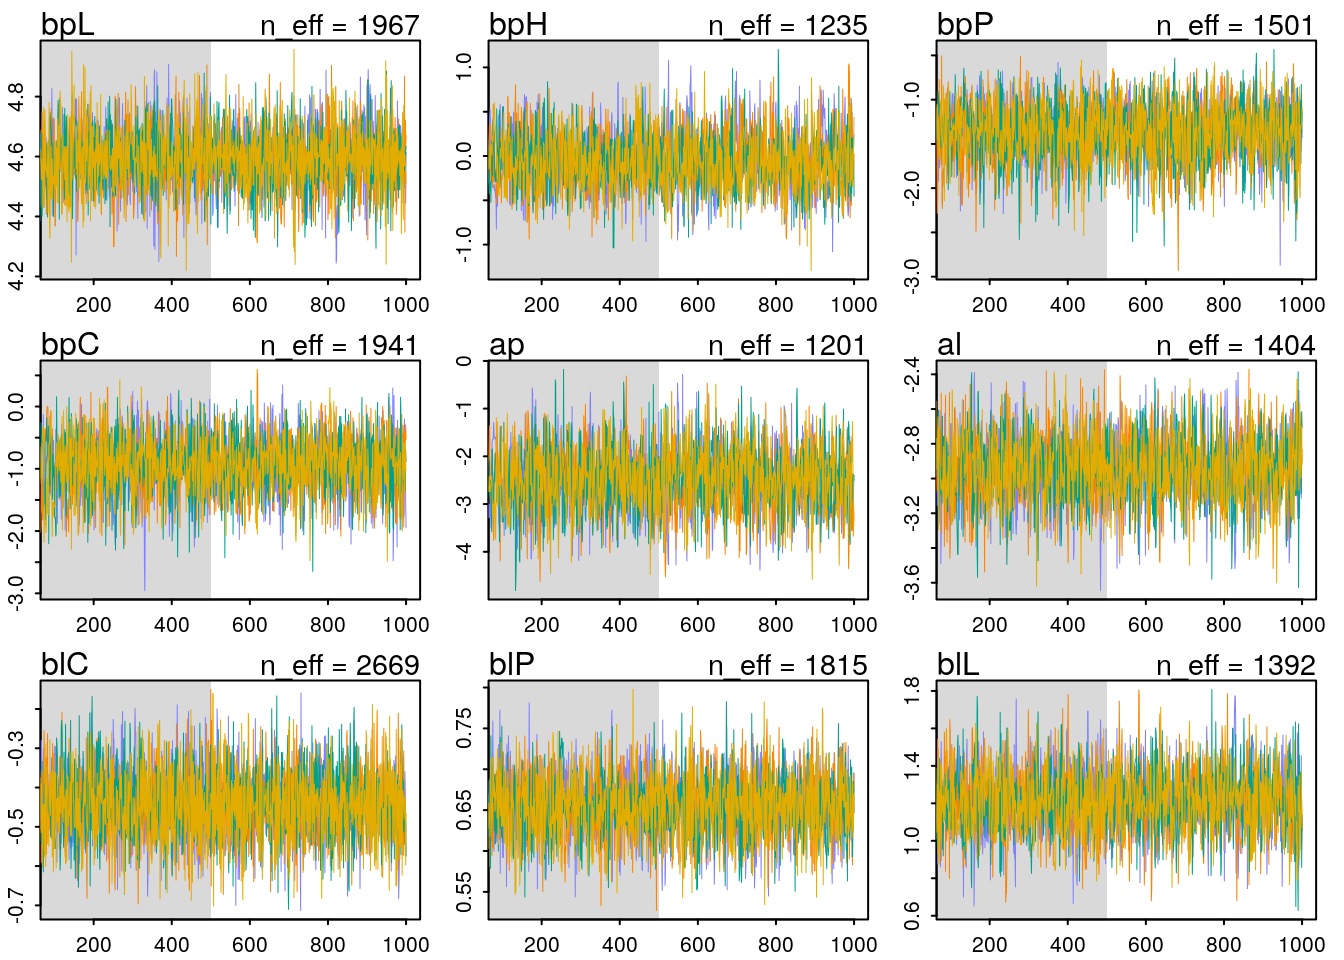 bpL n_eff = 1967
4.2 4.4 4.6 4.8
200 400 600 800 1000
bpH n_eff = 1235
-1.0 0.0 1.0
200 400 600 800 1000
bpP n_eff = 1501
-3.0 -2.0 -1.0
200 400 600 800 1000
bpC n_eff = 1941
-3.0 -2.0 -1.0 0.0
200 400 600 800 1000
ap n_eff = 1201
-4 -3 -2 -1 0
200 400 600 800 1000
al n_eff = 1404
-3.6 -3.2 -2.8 -2.4
200 400 600 800 1000
blC n_eff = 2669
-0.7 -0.5 -0.3
200 400 600 800 1000
blP n_eff = 1815
0.55 0.65 0.75
200 400 600 800 1000
blL n_eff = 1392
0.6 1.0 1.4 1.8
200 400 600 800 1000